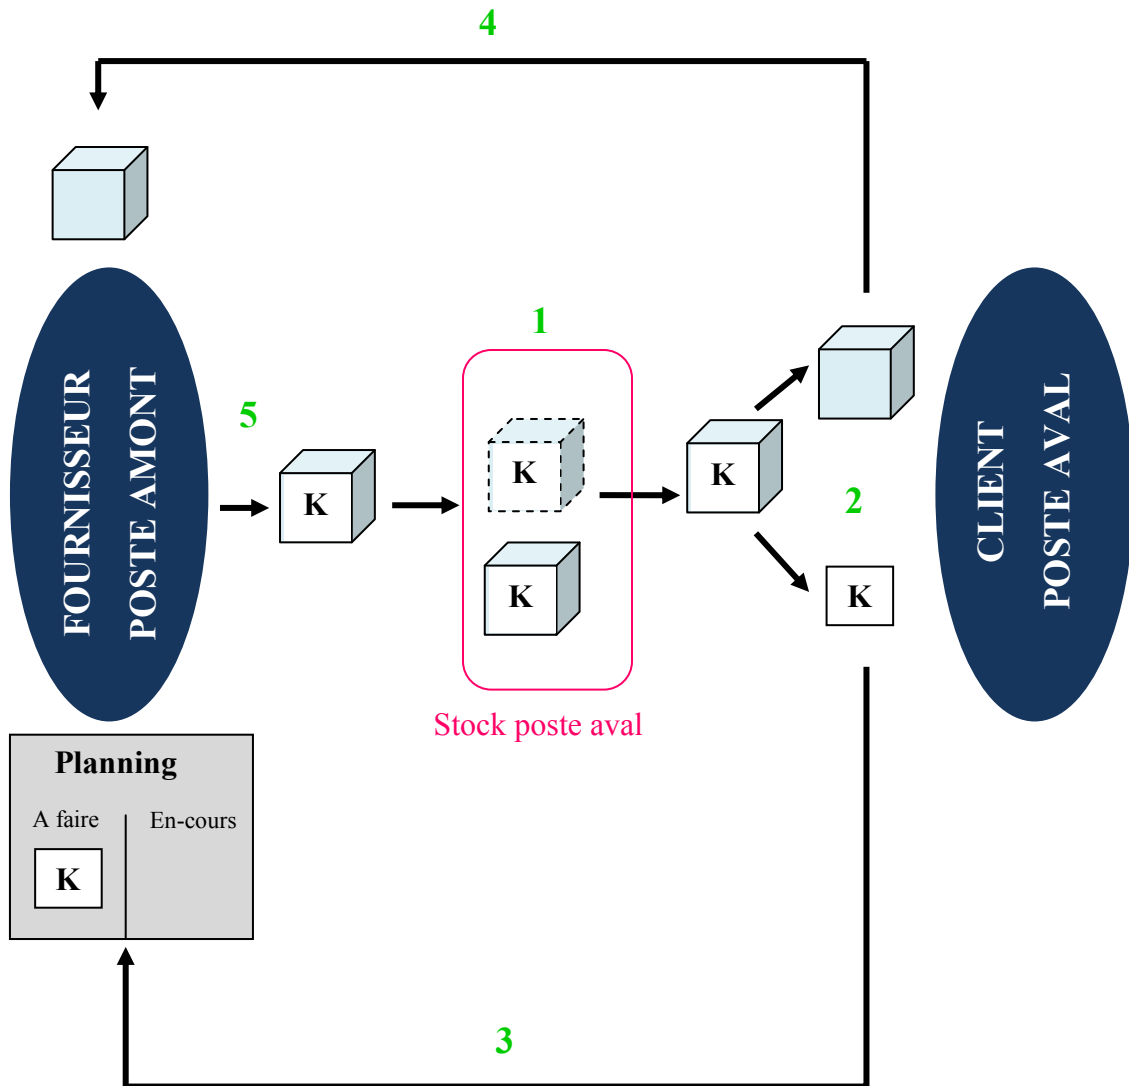 4
1
5
FOURNISSEUR
POSTE AMONT
K
K
K
K
2
K
CLIENT
POSTE AVAL
Stock poste aval
Planning
A faire
En-cours
K
3